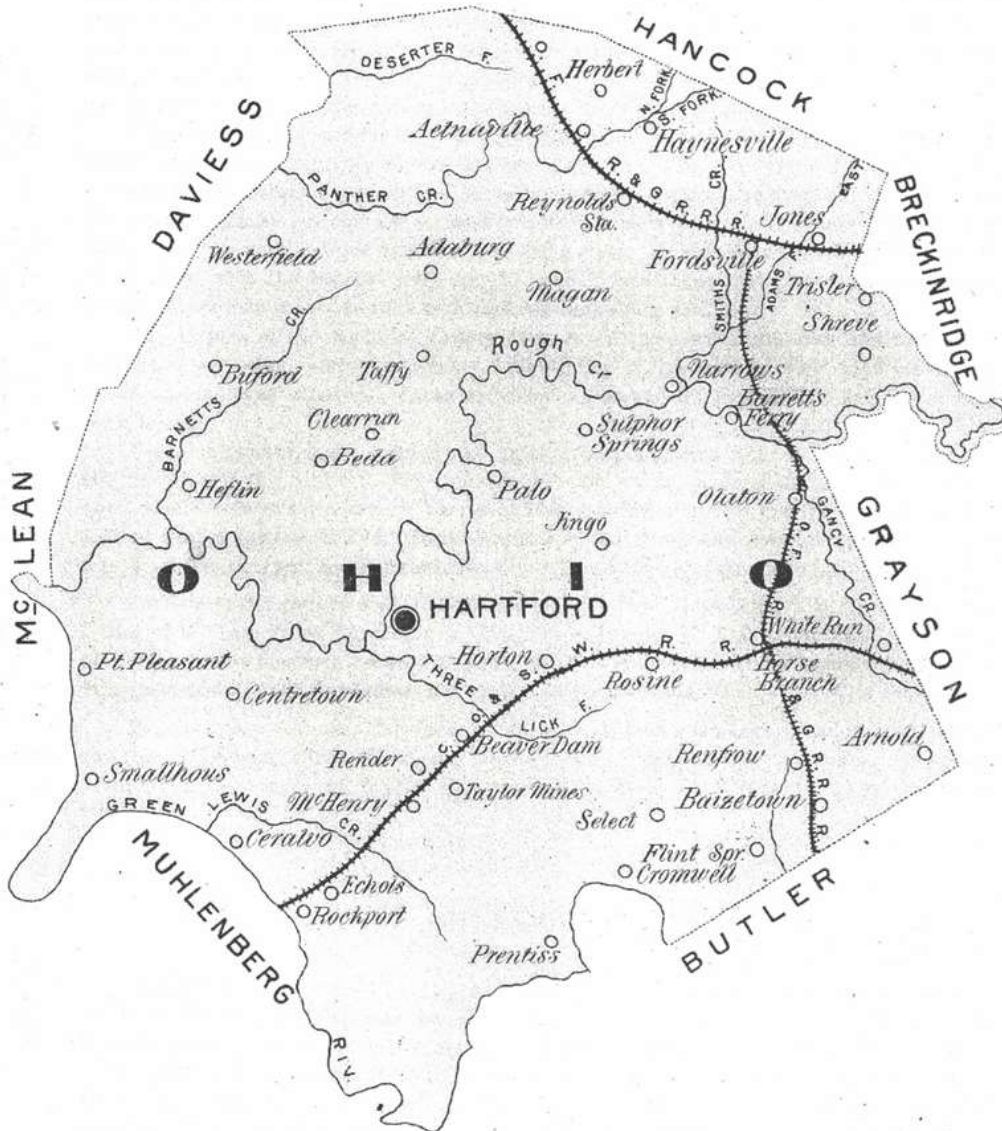 HANCOCK
DESERTER F.
Herbert
N. FORK.
S. FORK.
Aetnaville
Haynesville
DAVIESS
PANTHER CR.
F. R. & G. R. R. R.
CR.
EAST
BRECKINRIDGE
Reynolds
Sta.
Jones
Westerfield
Adaburg
Fordsville
Magan
SMITHS
ADAMS F.
Trisler
Shreve
CR.
Rough
Cr.
Buford
Taffy
Narrows
BARNETTS
Clearrun
Barrett's
Ferry
Sulphor
Springs
Beda
Heflin
Palo
Olaton
GRAYSON
McLEAN
Jingo
GANCY
CR.
O H I O
HARTFORD
White Run
Pt. Pleasant
THREE
Horton
C. O. & S. W. R. R.
Rosine
Horse
Branch
Centretown
LICK F.
Beaver Dam
Render
Renfrow
Arnold
Smallhous
Taylor Mines
McHenry
Baizetown
& G. R. R. R.
GREEN
LEWIS
CR.
Select
Ceralvo
Flint Spr.
Cromwell
MUHLENBERG
Echols
Rockport
BUTLER
Prentiss
RIV.